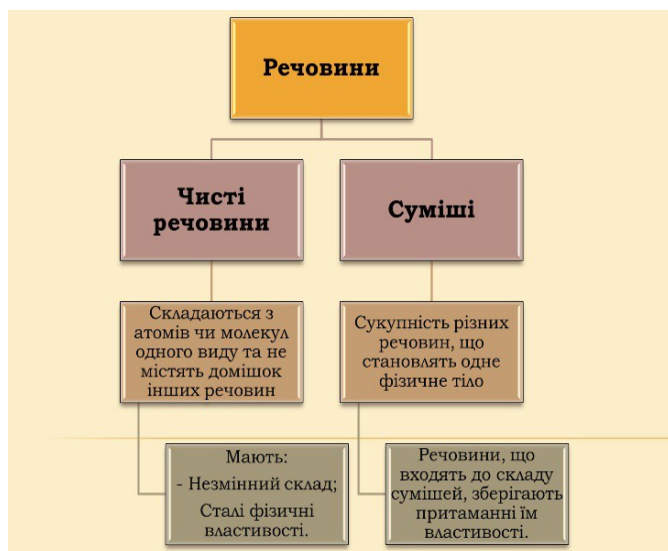 Речовини
Чисті
речовини
Суміші
Складаються з
атомів чи молекул
одного виду та не
містять домішок
інших речовин
Сукупність різних
речовин, що
становлять одне
фізичне тіло
Мають:
- Незмінний склад;
Сталі фізичні
властивості.
Речовини, що
входять до складу
сумішей, зберігають
притаманні їм
властивості.